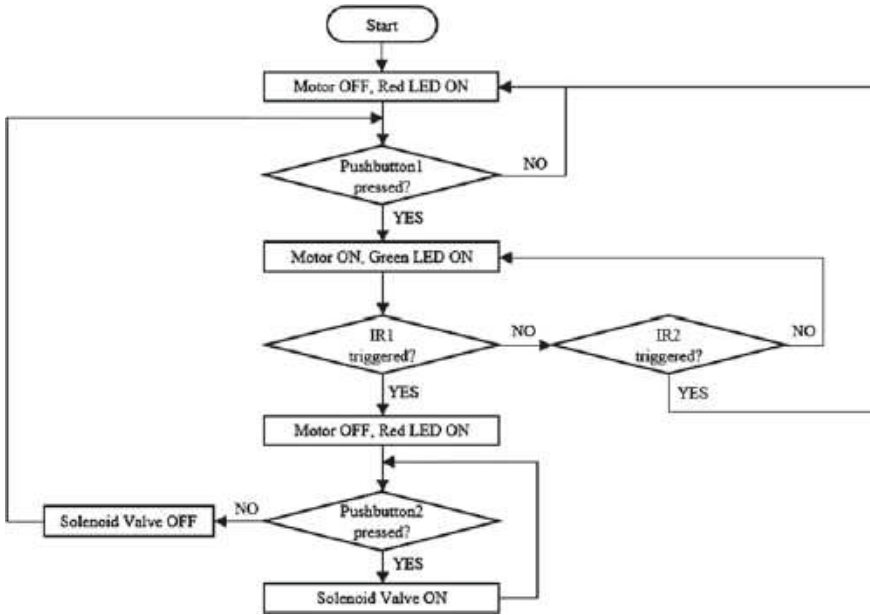 Start
Motor OFF, Red LED ON
Pushbutton1
pressed?
NO
YES
Motor ON, Green LED ON
IR1
triggered?
NO
IR2
triggered?
NO
YES
YES
Motor OFF, Red LED ON
Pushbutton2
pressed?
NO
Solenoid Valve OFF
YES
Solenoid Valve ON